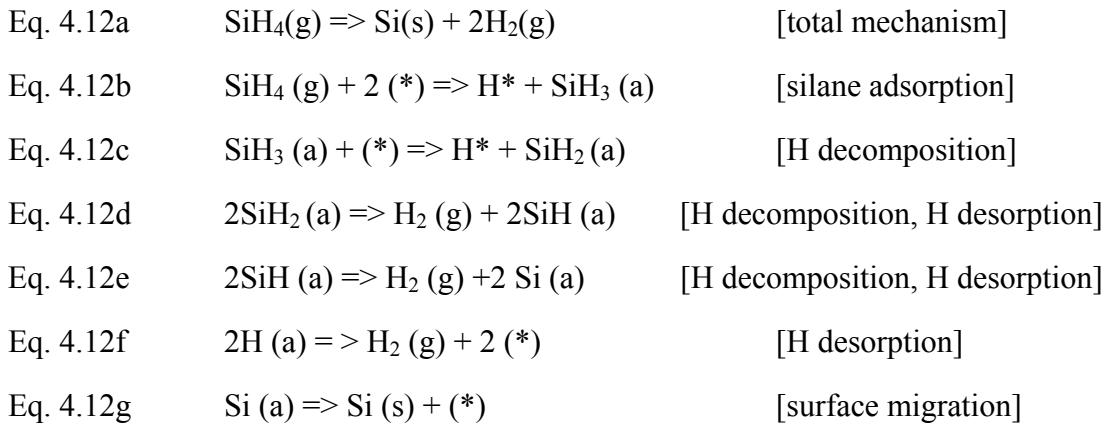 Eq. 4.12a SiH₄(g) => Si(s) + 2H₂(g) [total mechanism]
Eq. 4.12b SiH₄ (g) + 2 (*) => H* + SiH₃ (a) [silane adsorption]
Eq. 4.12c SiH₃ (a) + (*) => H* + SiH₂ (a) [H decomposition]
Eq. 4.12d 2SiH₂ (a) => H₂ (g) + 2SiH (a) [H decomposition, H desorption]
Eq. 4.12e 2SiH (a) => H₂ (g) +2 Si (a) [H decomposition, H desorption]
Eq. 4.12f 2H (a) = > H₂ (g) + 2 (*) [H desorption]
Eq. 4.12g Si (a) => Si (s) + (*) [surface migration]